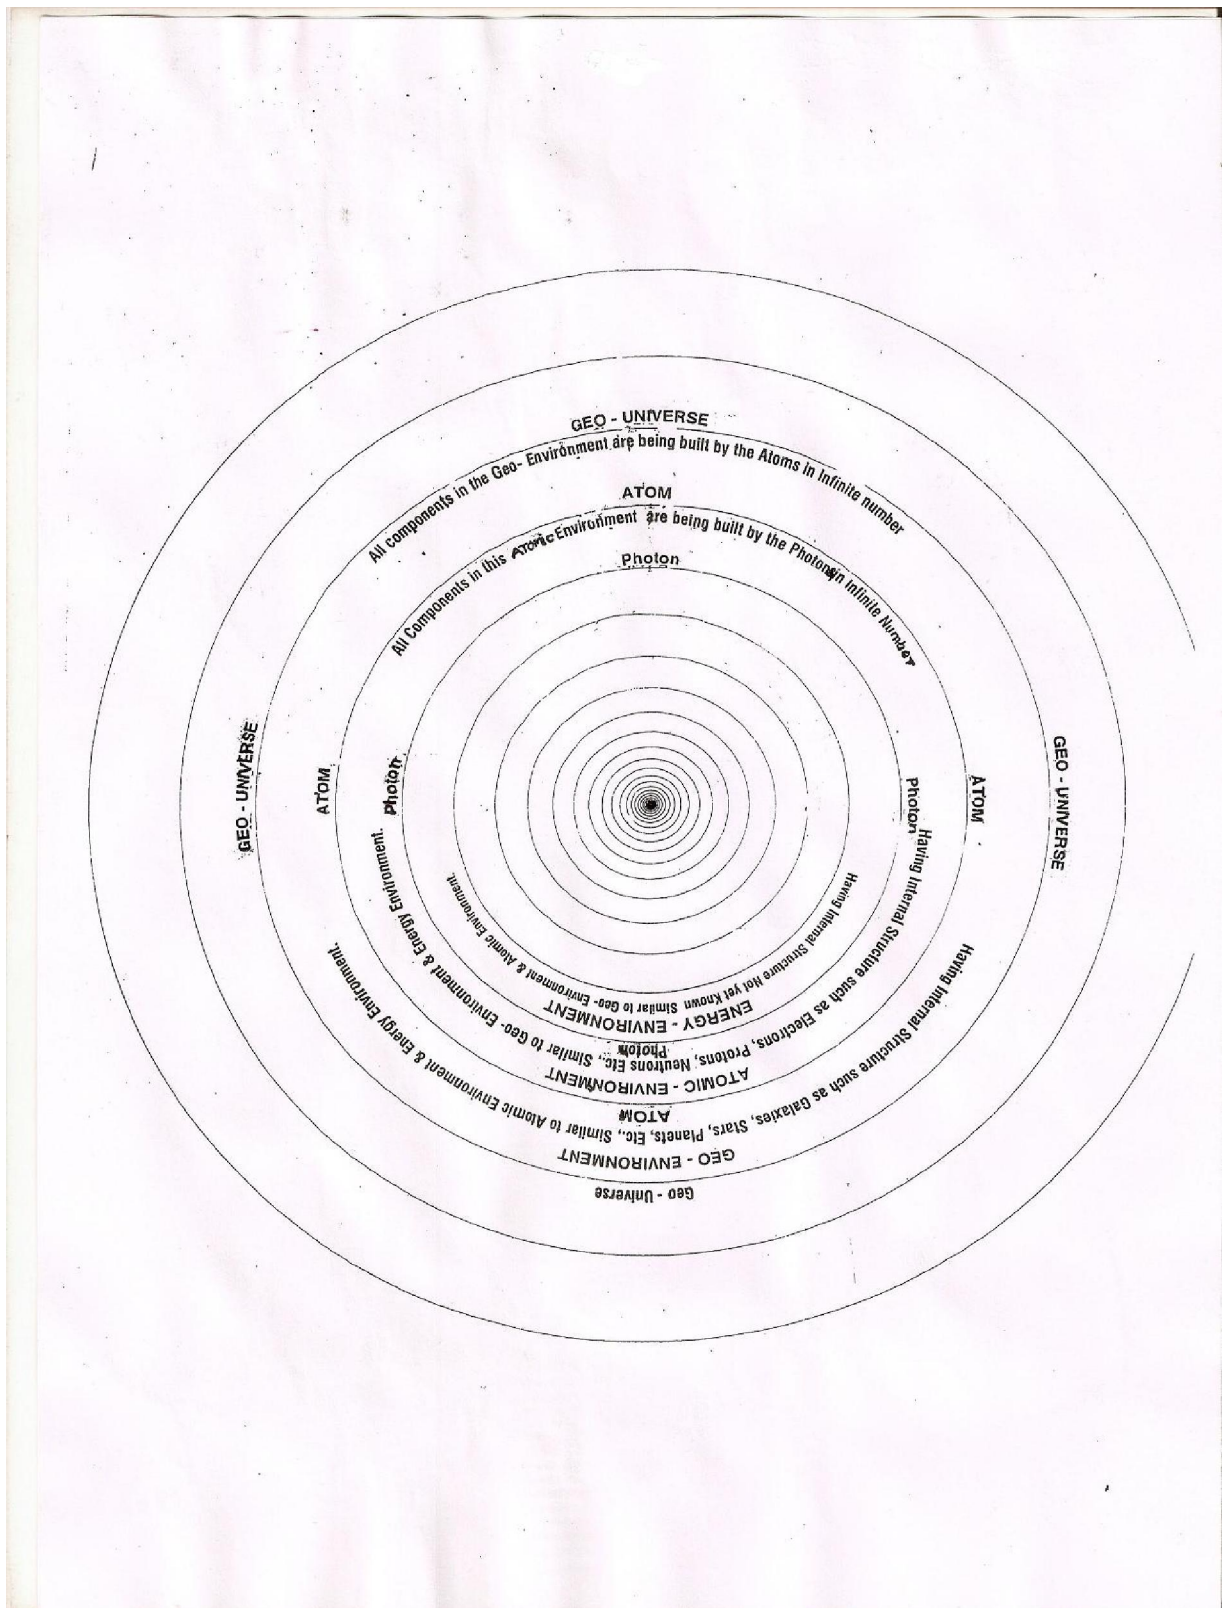 GEO - UNIVERSE
All components in the Geo- Environment are being built by the Atoms in Infinite number
ATOM
All Components in this Atomic Environment are being built by the Photons in Infinite Number
Photon
GEO - UNIVERSE
ATOM
Photon
Photon
ATOM
GEO - UNIVERSE
Having Internal Structure Not yet Known Similar to Geo- Environment & Atomic Environment.
ENERGY - ENVIRONMENT
Photon
Having Internal Structure such as Electrons, Protons, Neutrons Etc., Similar to Geo- Environment & Energy Environment.
ATOMIC - ENVIRONMENT
ATOM
Having Internal Structure such as Galaxies, Stars, Planets, Etc., Similar to Atomic Environment & Energy Environment.
GEO - ENVIRONMENT
Geo - Universe